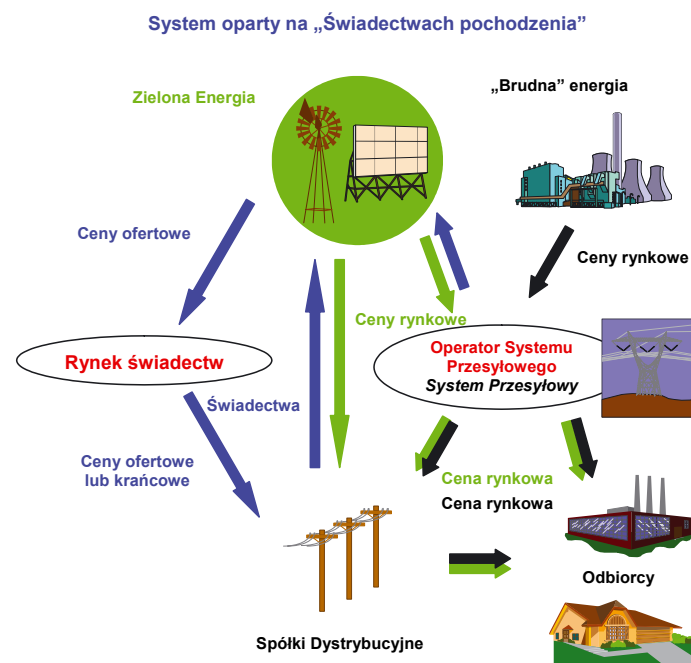 System oparty na „Świadectwach pochodzenia”
Zielona Energia
„Brudna” energia
Ceny ofertowe
Ceny rynkowe
Ceny rynkowe
Rynek świadectw
Operator Systemu
Przesyłowego
System Przesyłowy
Świadectwa
Ceny ofertowe
lub krańcowe
Cena rynkowa
Cena rynkowa
Odbiorcy
Spółki Dystrybucyjne